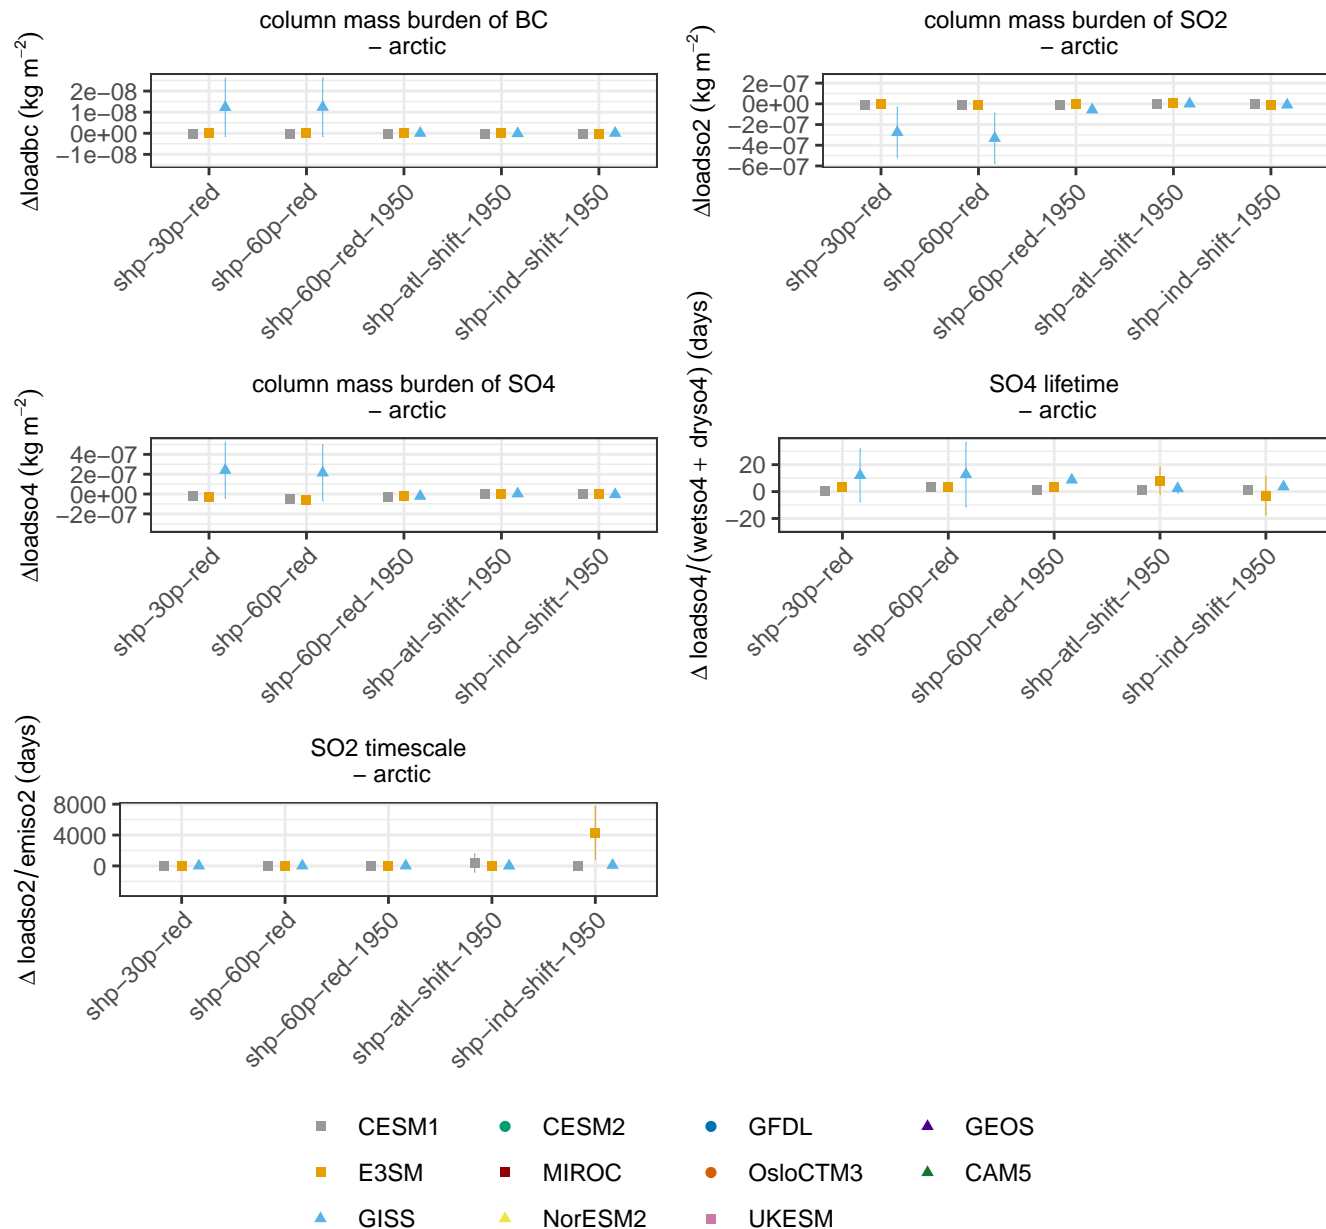 column mass burden of BC
– arctic
Δloadbc (kg m−2)
2e−08
1e−08
0e+00
−1e−08
shp−30p−red
shp−60p−red
shp−60p−red−1950
shp−atl−shift−1950
shp−ind−shift−1950
column mass burden of SO2
– arctic
Δloadso2 (kg m−2)
2e−07
0e+00
−2e−07
−4e−07
−6e−07
shp−30p−red
shp−60p−red
shp−60p−red−1950
shp−atl−shift−1950
shp−ind−shift−1950
column mass burden of SO4
– arctic
Δloadso4 (kg m−2)
4e−07
2e−07
0e+00
−2e−07
shp−30p−red
shp−60p−red
shp−60p−red−1950
shp−atl−shift−1950
shp−ind−shift−1950
SO4 lifetime
– arctic
Δ loadso4/(wetso4 + dryso4) (days)
20
0
−20
shp−30p−red
shp−60p−red
shp−60p−red−1950
shp−atl−shift−1950
shp−ind−shift−1950
SO2 timescale
– arctic
Δ loadso2/emiso2 (days)
8000
4000
0
shp−30p−red
shp−60p−red
shp−60p−red−1950
shp−atl−shift−1950
shp−ind−shift−1950
CESM1 CESM2 GFDL GEOS
E3SM MIROC OsloCTM3 CAM5
GISS NorESM2 UKESM